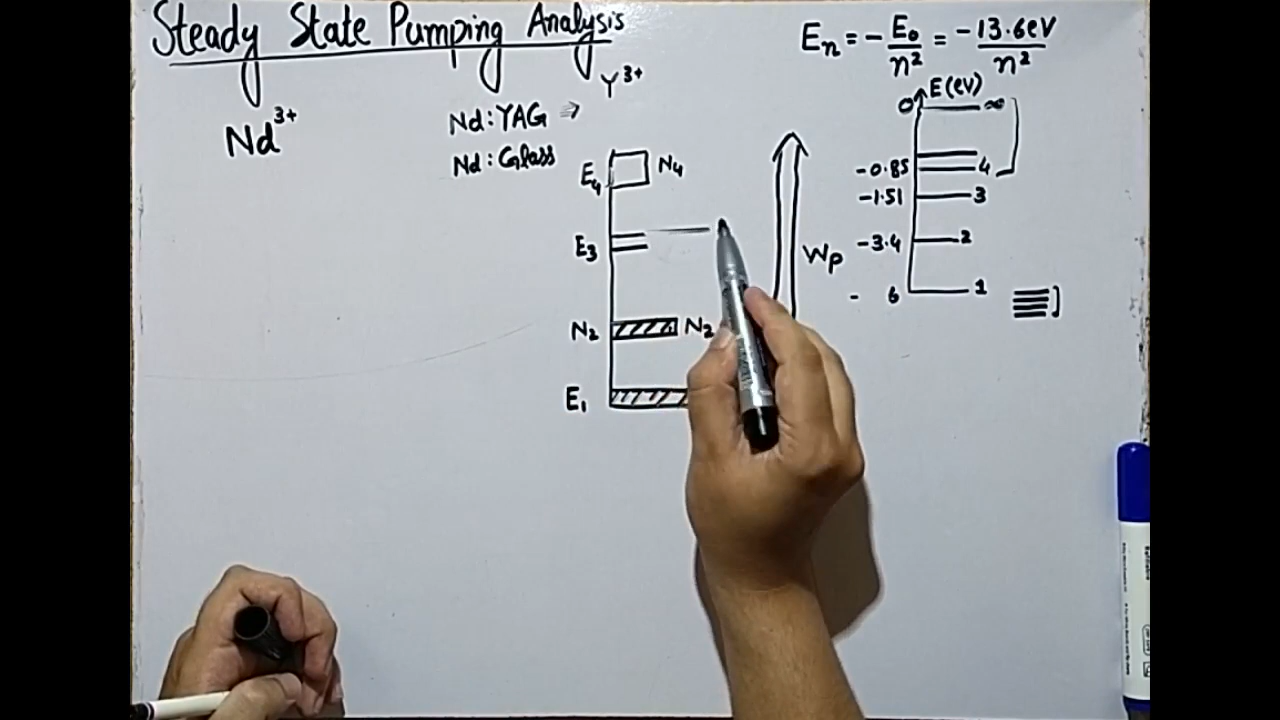 Steady State Pumping Analysis
Nd³⁺
Y³⁺
Nd:YAG ⇒
Nd:Glass
E₄ N₄
E₃
N₂ N₂
E₁
Wp
Eₙ = - E₀/n² = -13.6eV/n²
E(eV)
0 ∞
-0.85 4
-1.51 3
-3.4 2
- 6 1